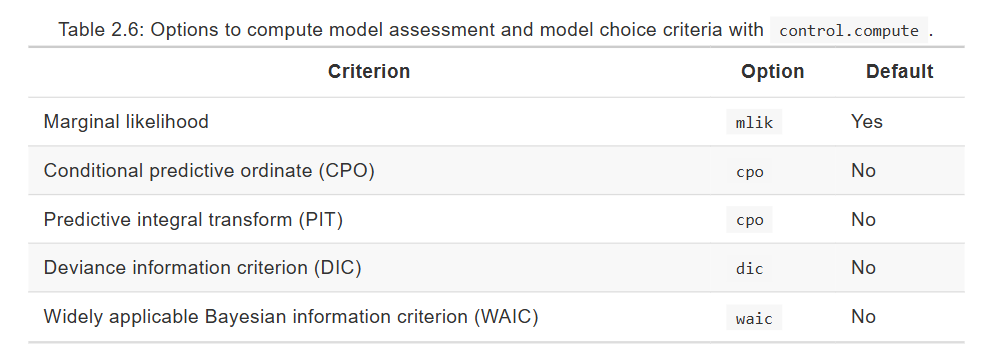 Table 2.6: Options to compute model assessment and model choice criteria with control.compute .
Criterion Option Default
Marginal likelihood mlik Yes
Conditional predictive ordinate (CPO) cpo No
Predictive integral transform (PIT) cpo No
Deviance information criterion (DIC) dic No
Widely applicable Bayesian information criterion (WAIC) waic No